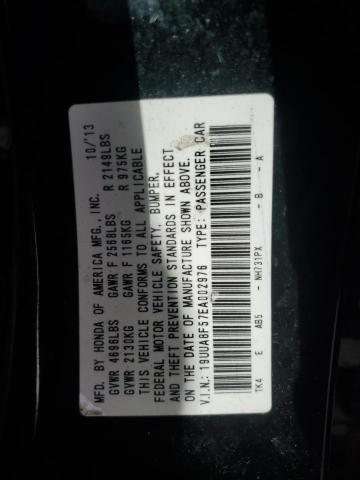 MFD. BY HONDA OF AMERICA MFG., INC. 10/13
GVWR 4696LBS GAWR F 2568LBS R 2149LBS
GVWR 2130KG GAWR F 1165KG R 975KG
THIS VEHICLE CONFORMS TO ALL APPLICABLE
FEDERAL MOTOR VEHICLE SAFETY, BUMPER,
AND THEFT PREVENTION STANDARDS IN EFFECT
ON THE DATE OF MANUFACTURE SHOWN ABOVE.
V.I.N.: 19UUA8F57EA002976 TYPE: PASSENGER CAR
TK4 E AB5 - NH731PX - B - A